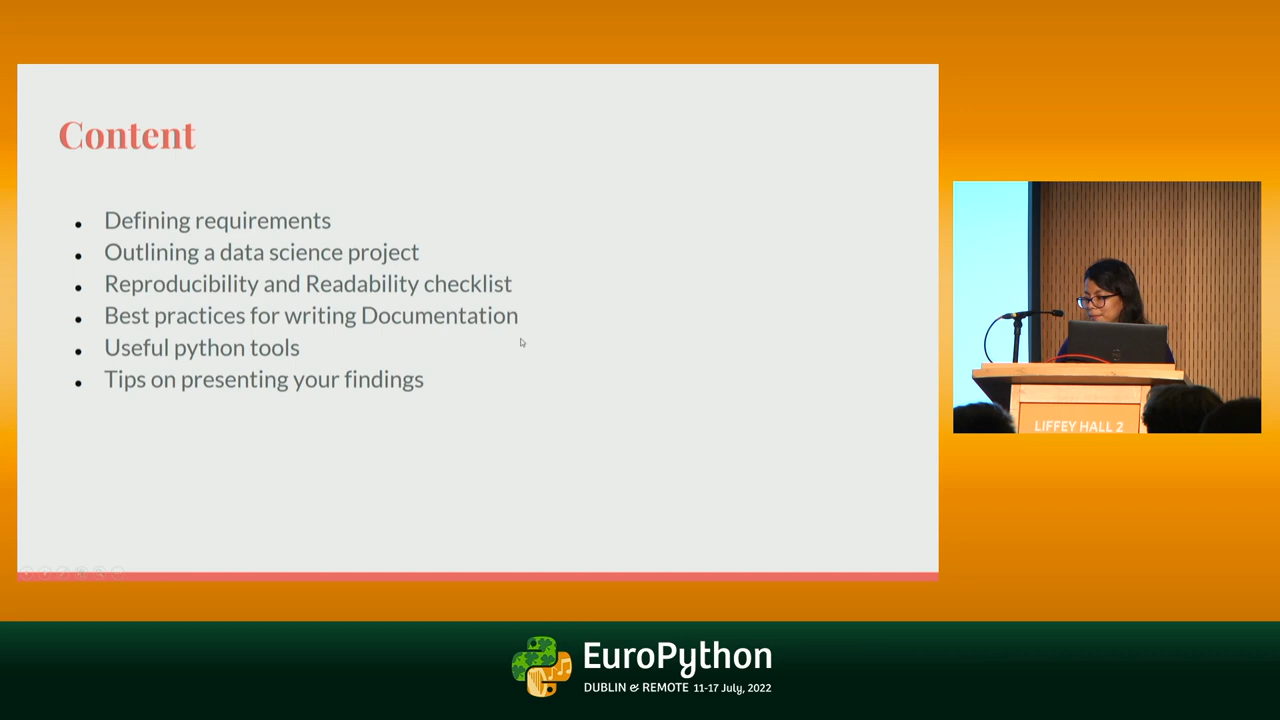 Content
Defining requirements
Outlining a data science project
Reproducibility and Readability checklist
Best practices for writing Documentation
Useful python tools
Tips on presenting your findings
LIFFEY HALL 2
EuroPython
DUBLIN & REMOTE 11-17 July, 2022